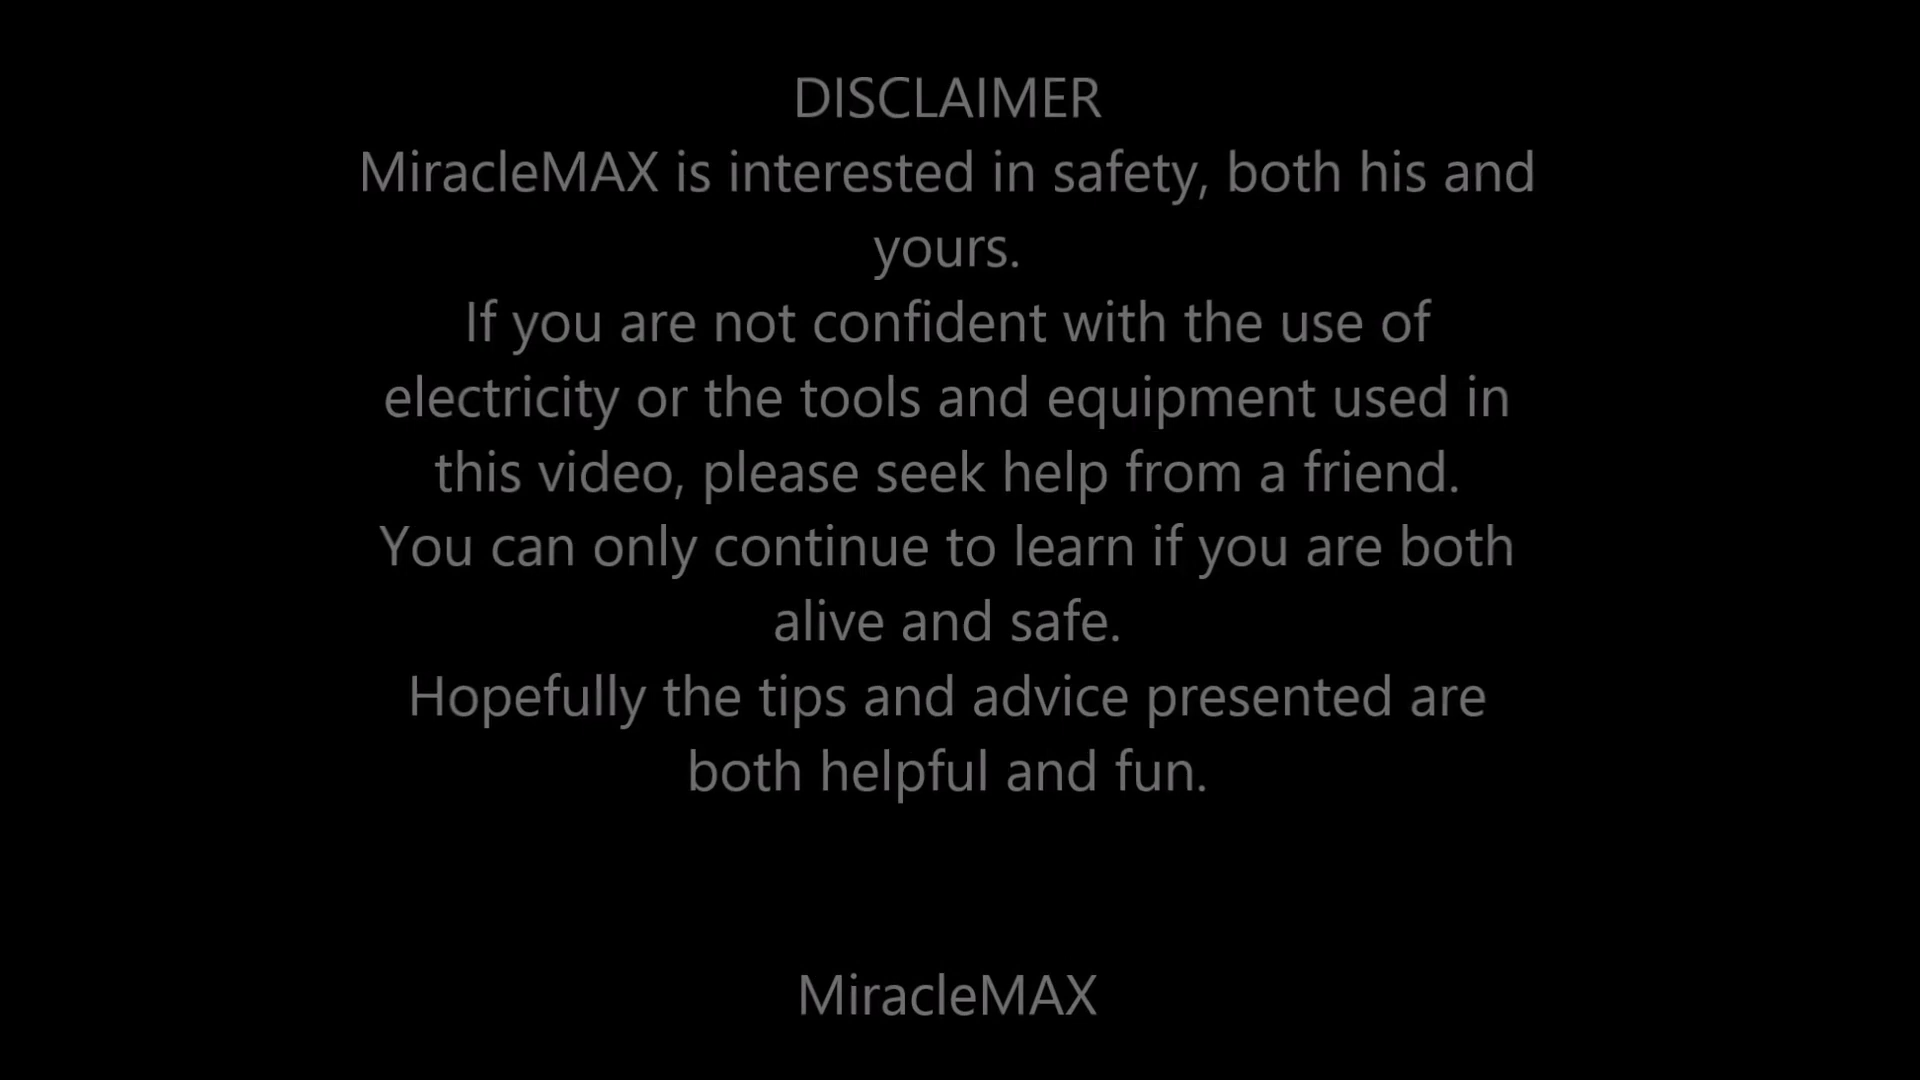 DISCLAIMER
MiracleMAX is interested in safety, both his and
yours.
If you are not confident with the use of
electricity or the tools and equipment used in
this video, please seek help from a friend.
You can only continue to learn if you are both
alive and safe.
Hopefully the tips and advice presented are
both helpful and fun.
MiracleMAX